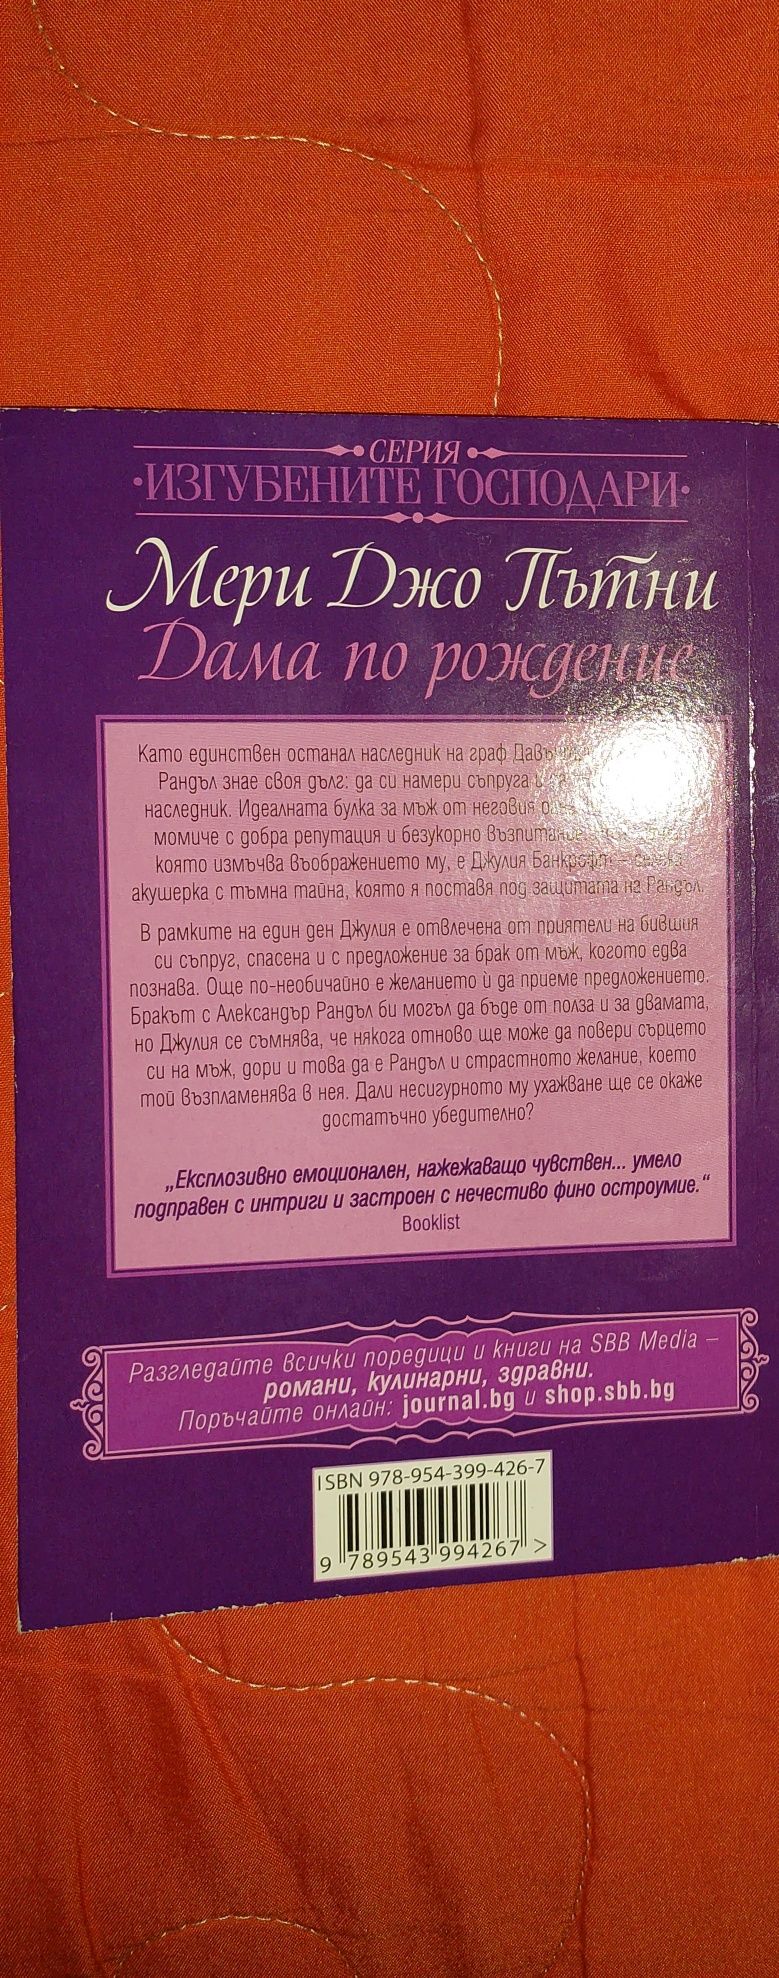 СЕРИЯ
·ИЗГУБЕНИТЕ ГОСПОДАРИ·
Мери Джо Пътни
Дама по рождение
Като единствен останал наследник на граф
Рандъл знае своя дълг: да си намери съпруга и
наследник. Идеалната булка за мъж от неговия
момиче с добра репутация и безукорно възпитание.
която измъчва въображението му, е Джулия Банкрофт –
акушерка с тъмна тайна, която я поставя под защитата на Рандъл.
В рамките на един ден Джулия е отвлечена от приятели на бившия
си съпруг, спасена и с предложение за брак от мъж, когото едва
познава. Още по-необичайно е желанието ѝ да приеме предложението.
Бракът с Александър Рандъл би могъл да бъде от полза и за двамата,
но Джулия се съмнява, че някога отново ще може да повери сърцето
си на мъж, дори и това да е Рандъл и страстното желание, което
той възпламенява в нея. Дали несигурното му ухажване ще се окаже
достатъчно убедително?
„Експлозивно емоционален, нажежаващо чувствен... умело
подправен с интриги и застроен с нечестиво фино остроумие.“
Booklist
Разгледайте всички поредици и книги на SBB Media –
романи, кулинарни, здравни.
Поръчайте онлайн: journal.bg и shop.sbb.bg
ISBN 978-954-399-426-7
9 789543 994267 >